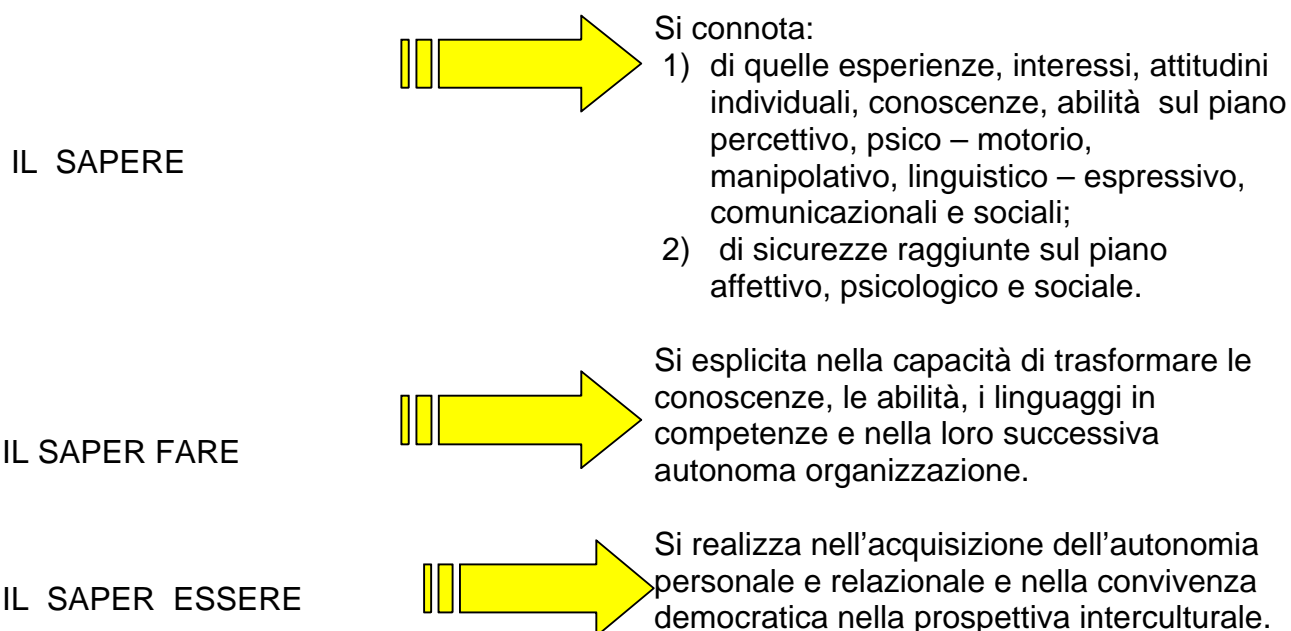 Si connota:
1) di quelle esperienze, interessi, attitudini
individuali, conoscenze, abilità sul piano
percettivo, psico – motorio,
IL SAPERE
manipolativo, linguistico – espressivo,
comunicazionali e sociali;
2) di sicurezze raggiunte sul piano
affettivo, psicologico e sociale.
Si esplicita nella capacità di trasformare le
conoscenze, le abilità, i linguaggi in
competenze e nella loro successiva
IL SAPER FARE
autonoma organizzazione.
Si realizza nell’acquisizione dell’autonomia
personale e relazionale e nella convivenza
IL SAPER ESSERE
democratica nella prospettiva interculturale.